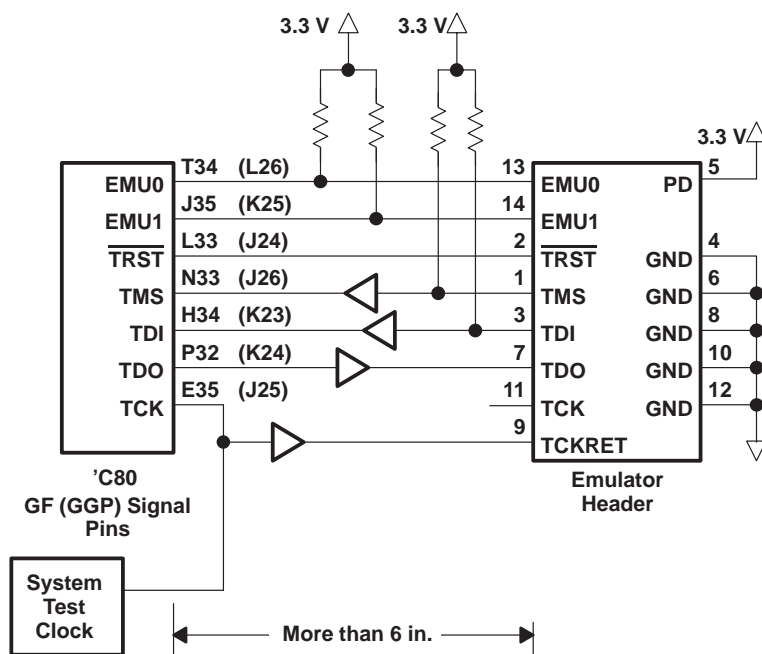 3.3 V 3.3 V
3.3 V
T34 (L26) 13 5
EMU0 EMU0 PD
J35 (K25) 14
EMU1 EMU1
L33 (J24) 2 4
TRST TRST GND
N33 (J26) 1 6
TMS TMS GND
H34 (K23) 3 8
TDI TDI GND
P32 (K24) 7 10
TDO TDO GND
E35 (J25) 11 12
TCK TCK GND
9
TCKRET
'C80
GF (GGP) Signal
Pins
Emulator
Header
System
Test
Clock
More than 6 in.